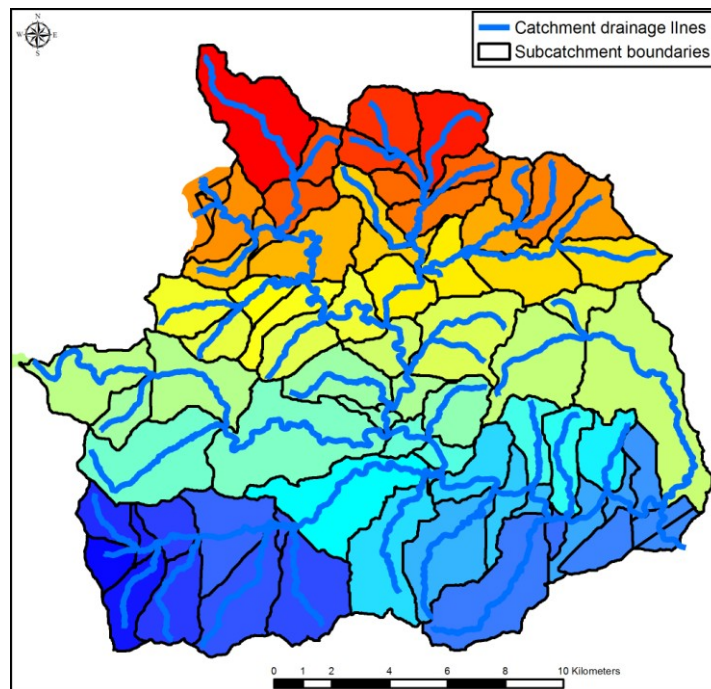 N
W E
S
Catchment drainage lInes
Subcatchment boundaries
0 1 2 4 6 8 10 Kilometers